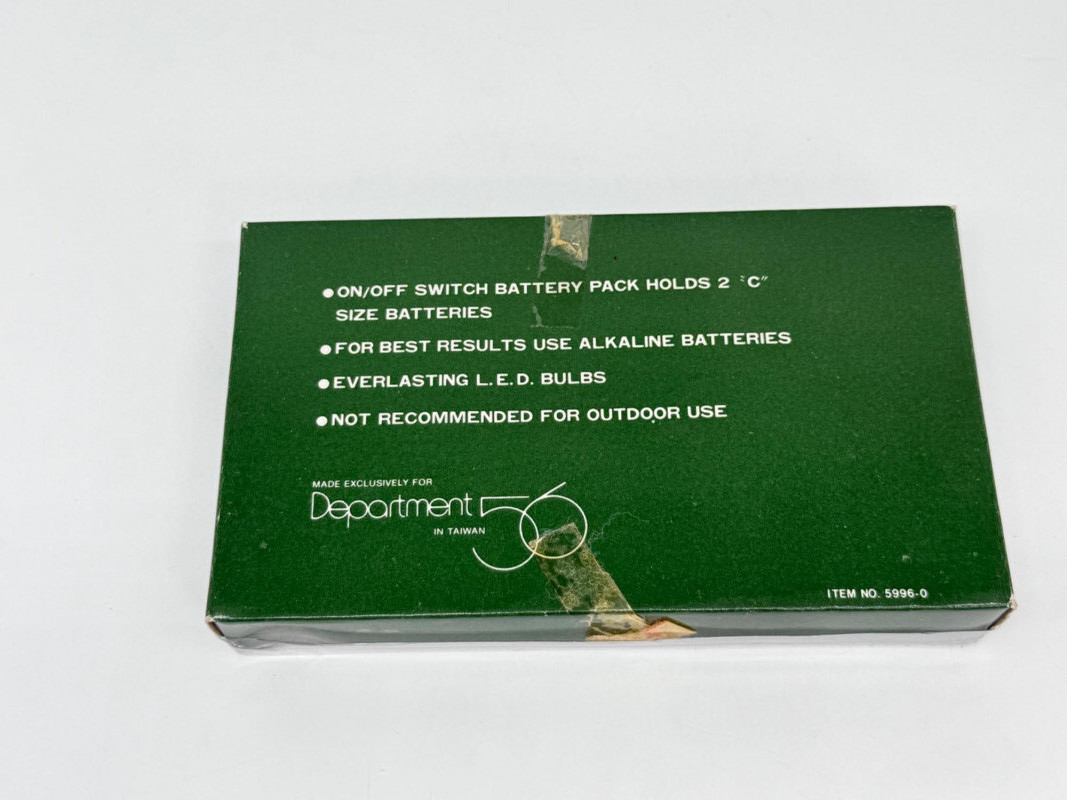 ●ON/OFF SWITCH BATTERY PACK HOLDS 2 "C"
SIZE BATTERIES
●FOR BEST RESULTS USE ALKALINE BATTERIES
●EVERLASTING L.E.D. BULBS
●NOT RECOMMENDED FOR OUTDOOR USE
MADE EXCLUSIVELY FOR
Department 56
IN TAIWAN
ITEM NO. 5996-0